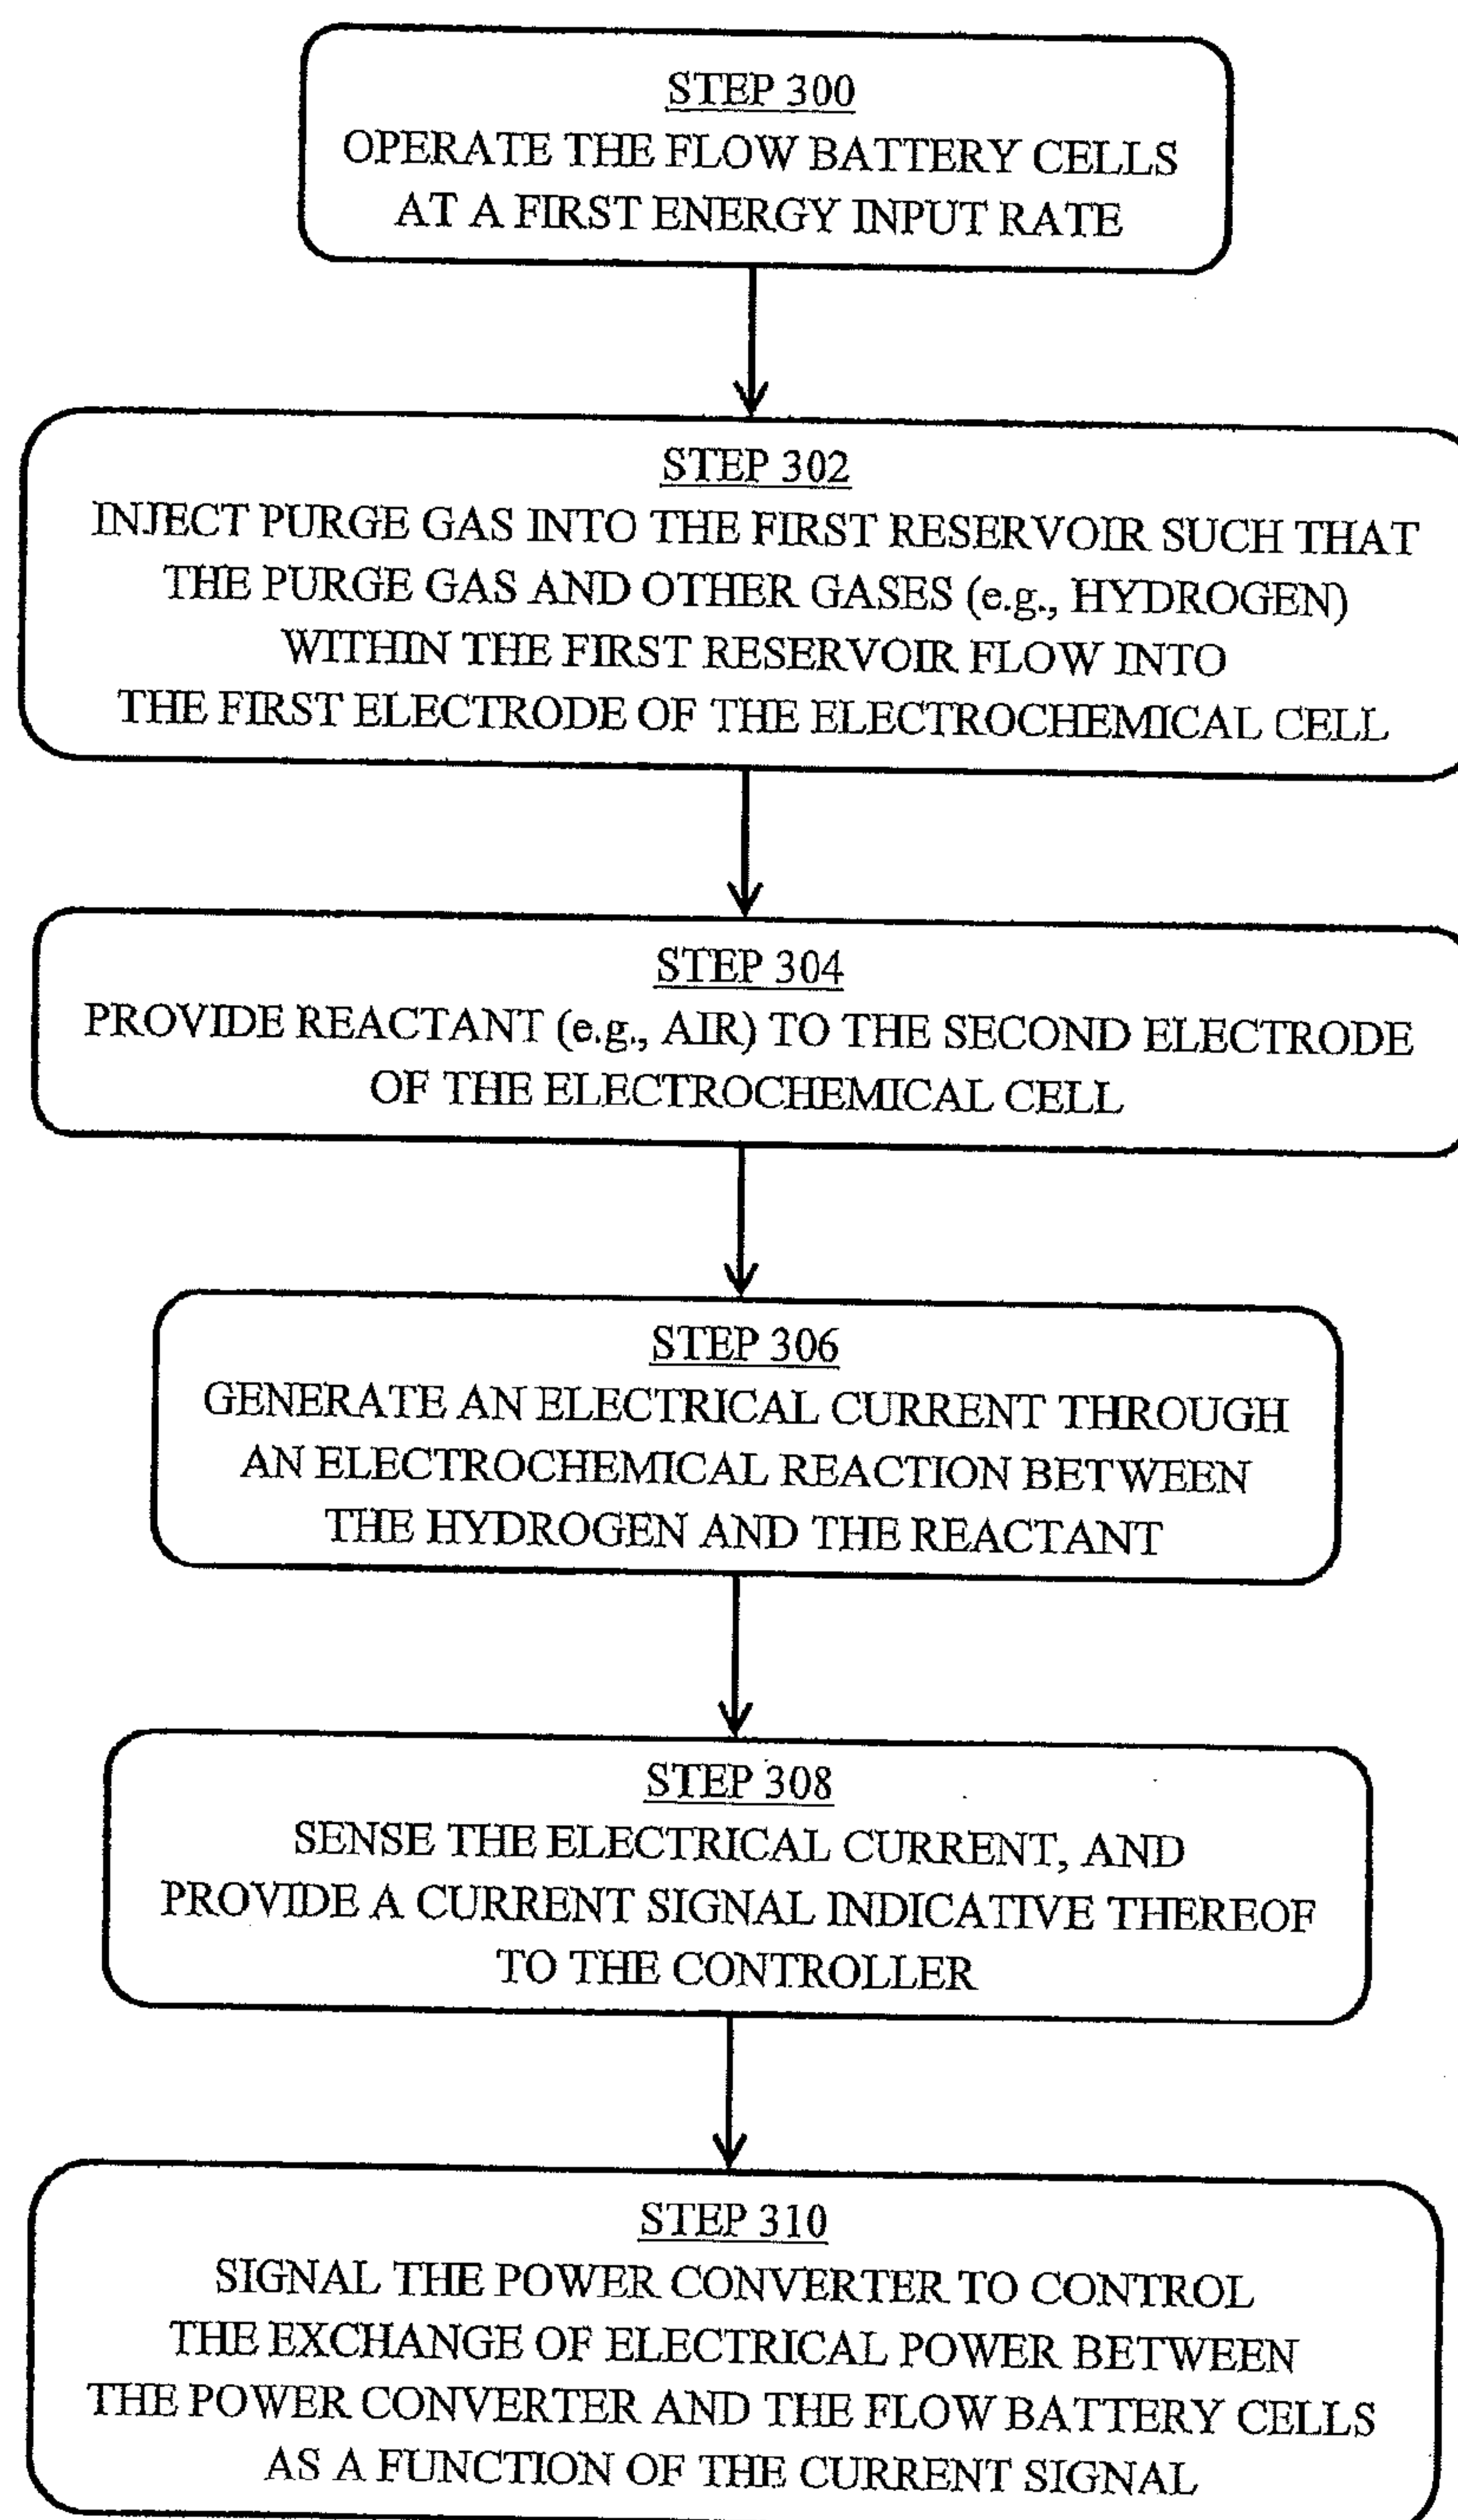 STEP 300
OPERATE THE FLOW BATTERY CELLS
AT A FIRST ENERGY INPUT RATE
STEP 302
INJECT PURGE GAS INTO THE FIRST RESERVOIR SUCH THAT
THE PURGE GAS AND OTHER GASES (e.g., HYDROGEN)
WITHIN THE FIRST RESERVOIR FLOW INTO
THE FIRST ELECTRODE OF THE ELECTROCHEMICAL CELL
STEP 304
PROVIDE REACTANT (e.g., AIR) TO THE SECOND ELECTRODE
OF THE ELECTROCHEMICAL CELL
STEP 306
GENERATE AN ELECTRICAL CURRENT THROUGH
AN ELECTROCHEMICAL REACTION BETWEEN
THE HYDROGEN AND THE REACTANT
STEP 308
SENSE THE ELECTRICAL CURRENT, AND
PROVIDE A CURRENT SIGNAL INDICATIVE THEREOF
TO THE CONTROLLER
STEP 310
SIGNAL THE POWER CONVERTER TO CONTROL
THE EXCHANGE OF ELECTRICAL POWER BETWEEN
THE POWER CONVERTER AND THE FLOW BATTERY CELLS
AS A FUNCTION OF THE CURRENT SIGNAL